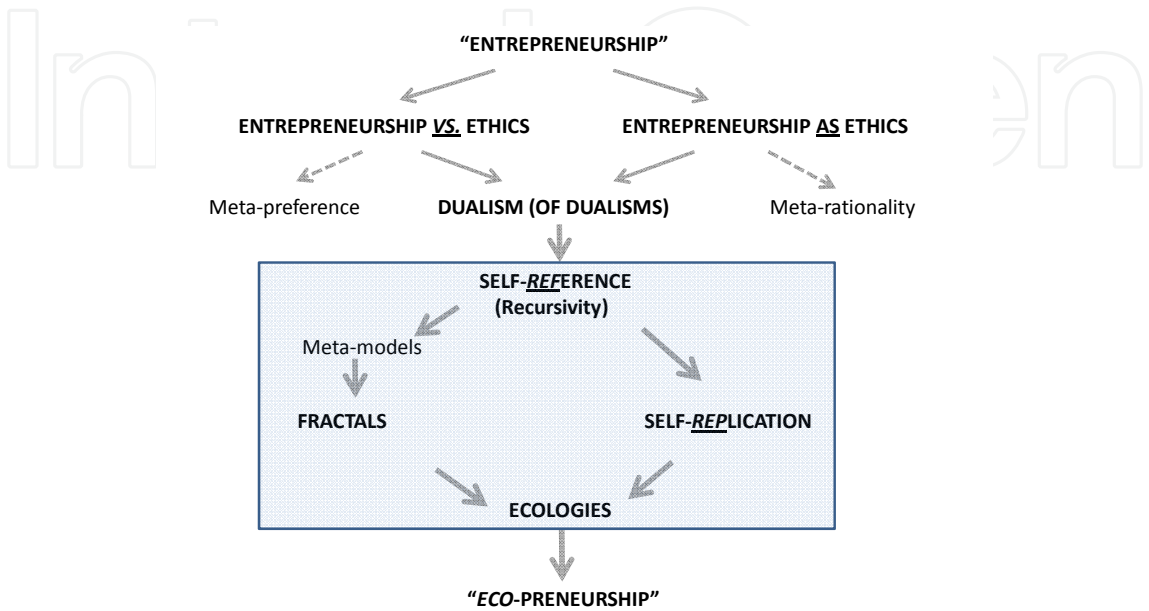 “ENTREPRENEURSHIP”
ENTREPRENEURSHIP VS. ETHICS
ENTREPRENEURSHIP AS ETHICS
Meta-preference
DUALISM (OF DUALISMS)
Meta-rationality
SELF-REFERENCE
(Recursivity)
Meta-models
FRACTALS
SELF-REPLICATION
ECOLOGIES
“ECO-PRENEURSHIP”